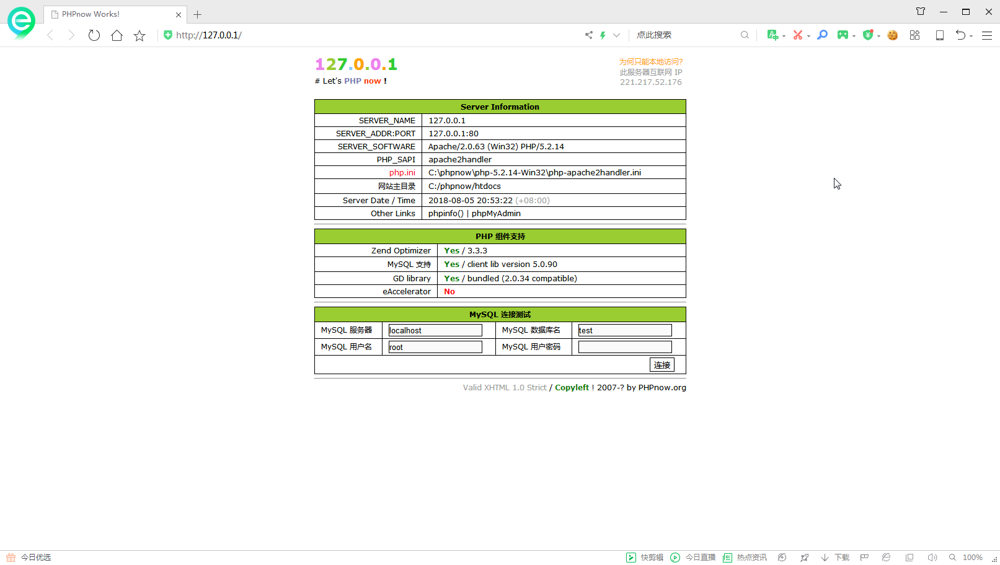 PHPnow Works!
http://127.0.0.1/
点此搜索
127.0.0.1
# Let's PHP now !
为何只能本地访问?
此服务器互联网 IP
221.217.52.176
Server Information
SERVER_NAME 127.0.0.1
SERVER_ADDR:PORT 127.0.0.1:80
SERVER_SOFTWARE Apache/2.0.63 (Win32) PHP/5.2.14
PHP_SAPI apache2handler
php.ini C:\phpnow\php-5.2.14-Win32\php-apache2handler.ini
网站主目录 C:/phpnow/htdocs
Server Date / Time 2018-08-05 20:53:22 (+08:00)
Other Links phpinfo() | phpMyAdmin
PHP 组件支持
Zend Optimizer Yes / 3.3.3
MySQL 支持 Yes / client lib version 5.0.90
GD library Yes / bundled (2.0.34 compatible)
eAccelerator No
MySQL 连接测试
MySQL 服务器 localhost MySQL 数据库名 test
MySQL 用户名 root MySQL 用户密码
连接
Valid XHTML 1.0 Strict / Copyleft ! 2007-? by PHPnow.org
今日优选 快剪辑 今日直播 热点资讯 下载 100%